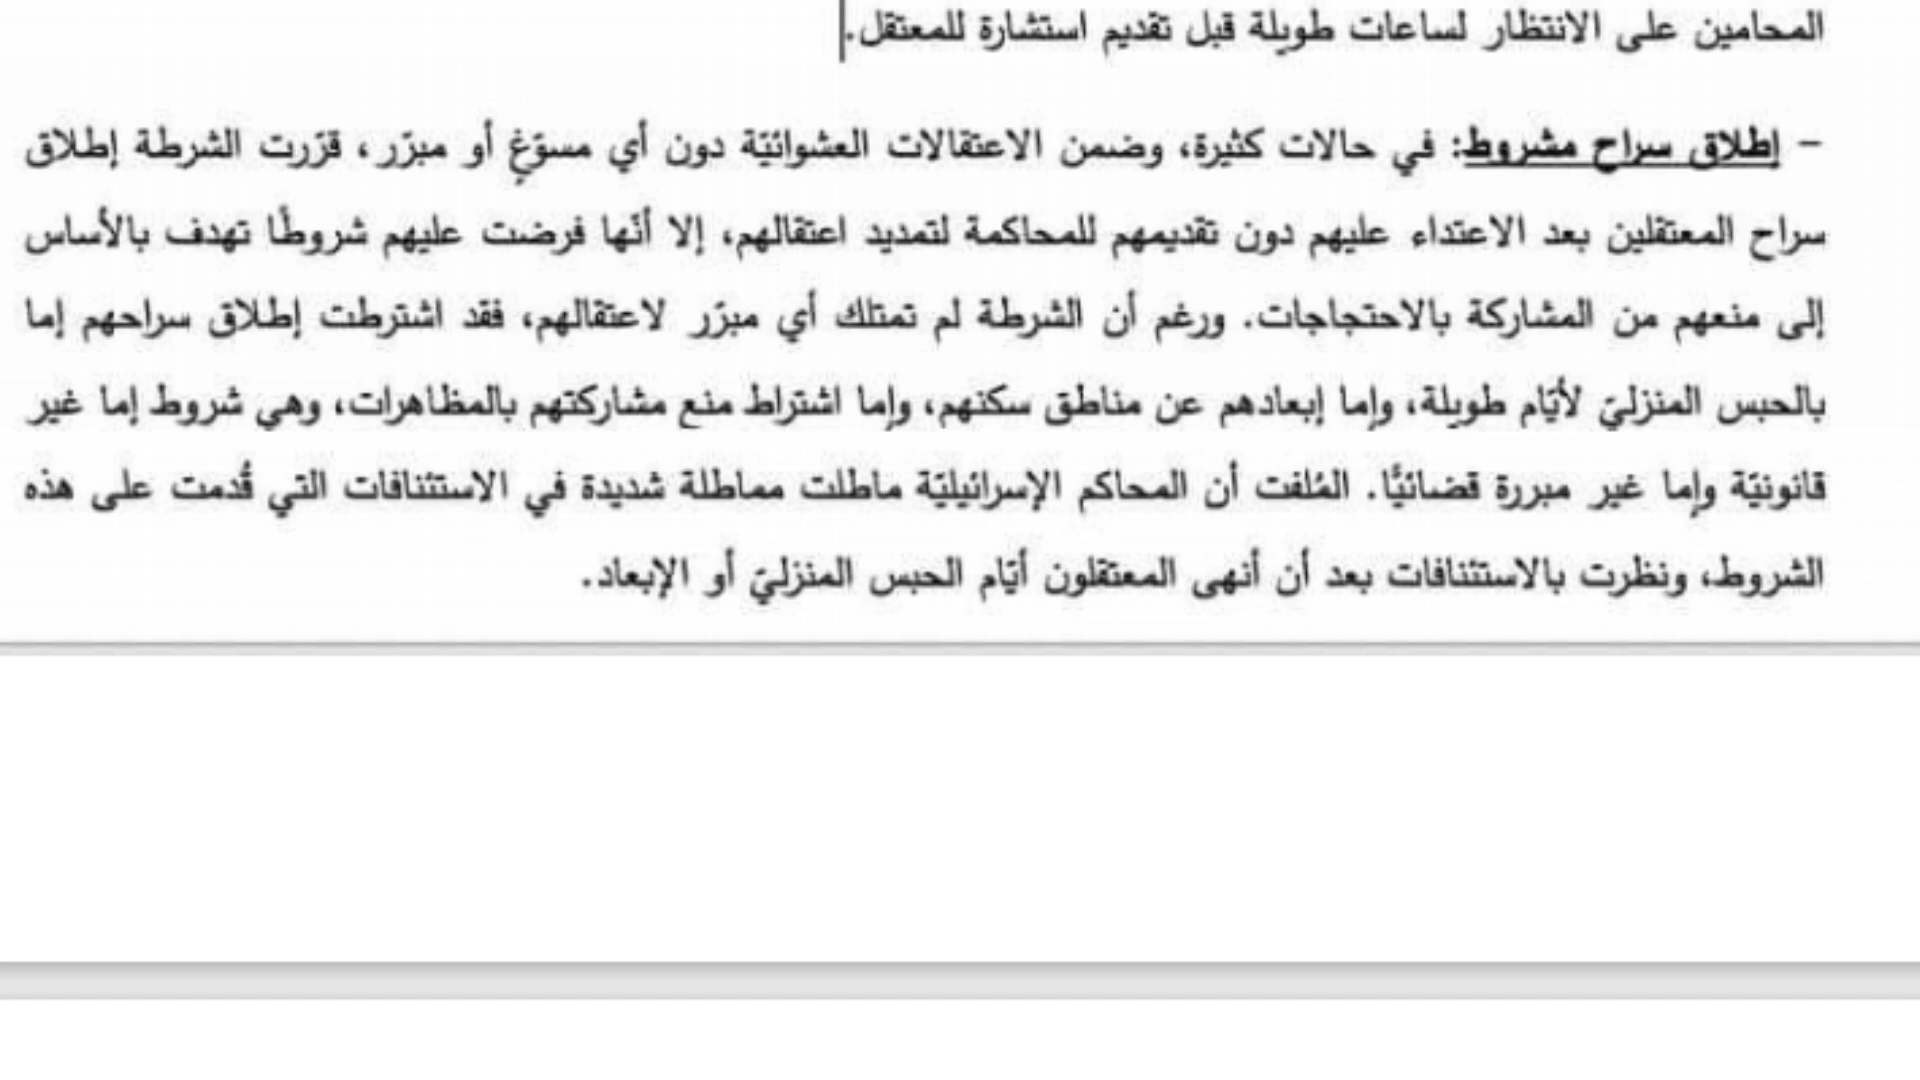 المحامين على الانتظار لساعات طويلة قبل تقديم استشارة للمعتقل.
– إطلاق سراح مشروط: في حالات كثيرة، وضمن الاعتقالات العشوائيّة دون أي مسوّغٍ أو مبرّر، قرّرت الشرطة إطلاق
سراح المعتقلين بعد الاعتداء عليهم دون تقديمهم للمحاكمة لتمديد اعتقالهم، إلا أنّها فرضت عليهم شروطًا تهدف بالأساس
إلى منعهم من المشاركة بالاحتجاجات. ورغم أن الشرطة لم تمتلك أي مبرّر لاعتقالهم، فقد اشترطت إطلاق سراحهم إما
بالحبس المنزليّ لأيّام طويلة، وإما إبعادهم عن مناطق سكنهم، وإما اشتراط منع مشاركتهم بالمظاهرات، وهي شروط إما غير
قانونيّة وإما غير مبررة قضائيًّا. المُلفت أن المحاكم الإسرائيليّة ماطلت مماطلة شديدة في الاستئنافات التي قُدمت على هذه
الشروط، ونظرت بالاستئنافات بعد أن أنهى المعتقلون أيّام الحبس المنزليّ أو الإبعاد.